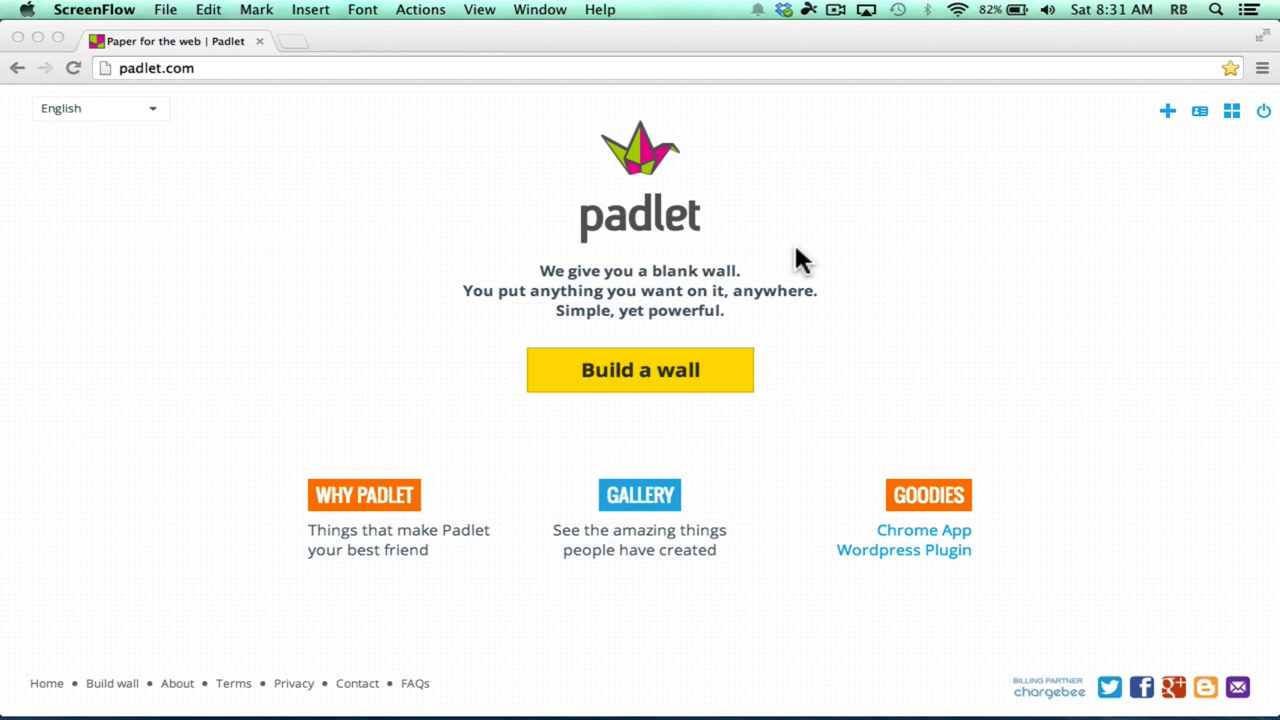 ScreenFlow File Edit Mark Insert Font Actions View Window Help 82% Sat 8:31 AM RB
Paper for the web | Padlet
padlet.com
English
padlet
We give you a blank wall.
You put anything you want on it, anywhere.
Simple, yet powerful.
Build a wall
WHY PADLET
Things that make Padlet
your best friend
GALLERY
See the amazing things
people have created
GOODIES
Chrome App
Wordpress Plugin
Home • Build wall • About • Terms • Privacy • Contact • FAQs
BILLING PARTNER
chargebee